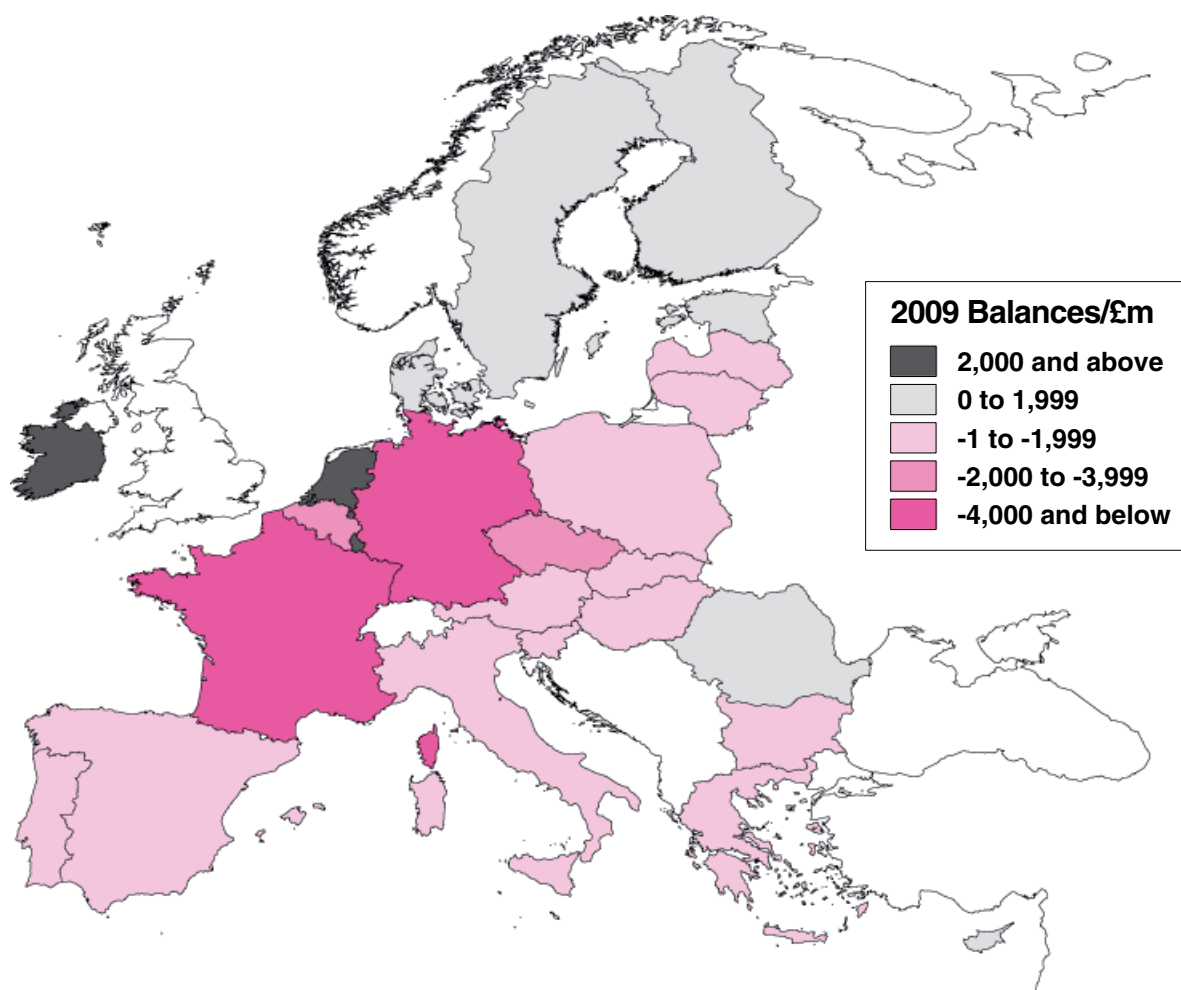 2009 Balances/£m
2,000 and above
0 to 1,999
-1 to -1,999
-2,000 to -3,999
-4,000 and below